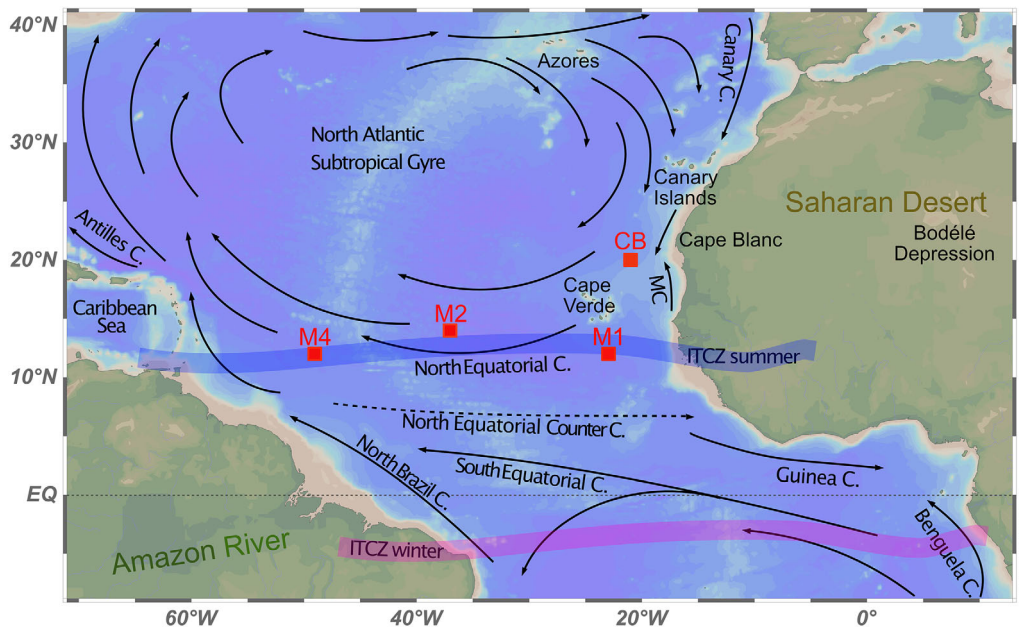 40°N
30°N
20°N
10°N
EQ
60°W
40°W
20°W
0°
Azores
Canary C.
North Atlantic
Subtropical Gyre
Canary
Islands
Saharan Desert
Bodélé
Depression
Cape Blanc
Antilles C.
CB
MC
Cape
Verde
Caribbean
Sea
M2
M4
M1
ITCZ summer
North Equatorial C.
North Equatorial Counter C.
North Brazil C.
South Equatorial C.
Guinea C.
Benguela C.
ITCZ winter
Amazon River